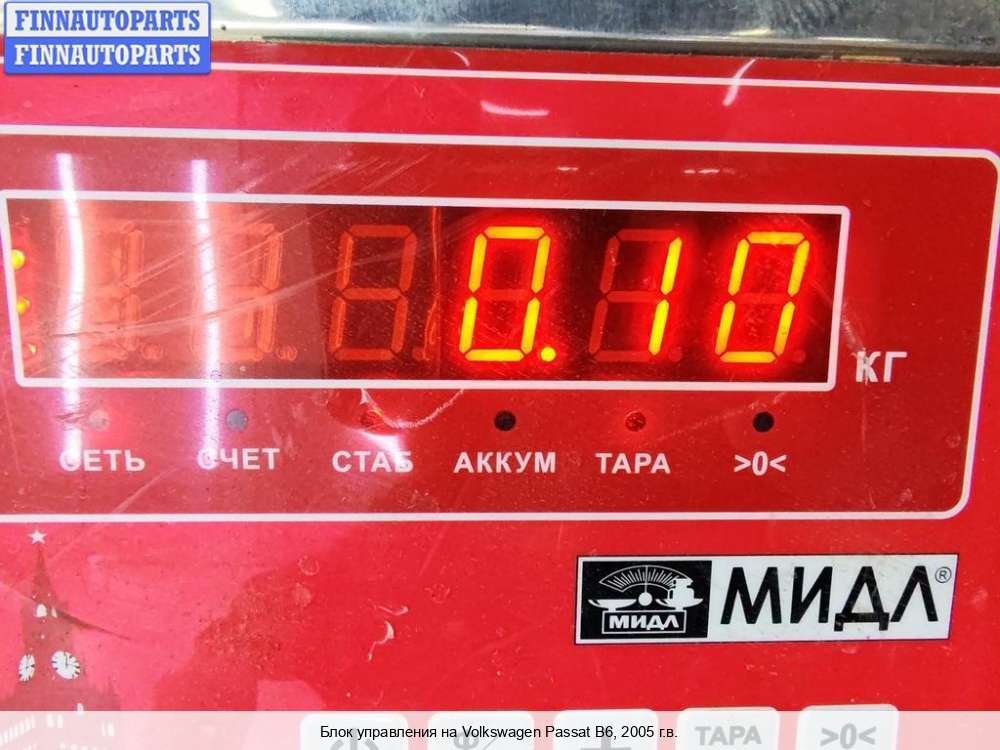 FINNAUTOPARTS
FINNAUTOPARTS
0.10
КГ
СЕТЬ СЧЕТ СТАБ АККУМ ТАРА >0<
МИДЛ МИДЛ®
ТАРА >0<
Блок управления на Volkswagen Passat B6, 2005 г.в.